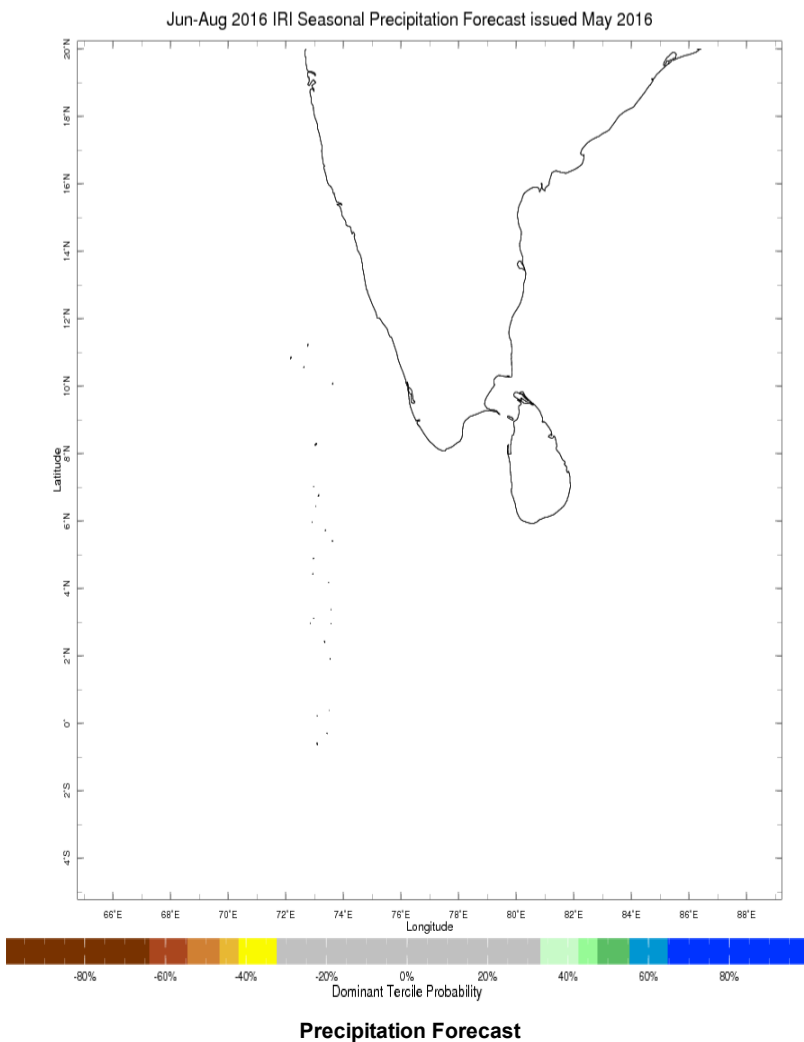 Jun-Aug 2016 IRI Seasonal Precipitation Forecast issued May 2016
20°N
18°N
16°N
14°N
12°N
10°N
8°N
6°N
4°N
2°N
0°
2°S
4°S
Latitude
66°E 68°E 70°E 72°E 74°E 76°E 78°E 80°E 82°E 84°E 86°E 88°E
Longitude
-80% -60% -40% -20% 0% 20% 40% 60% 80%
Dominant Tercile Probability
Precipitation Forecast